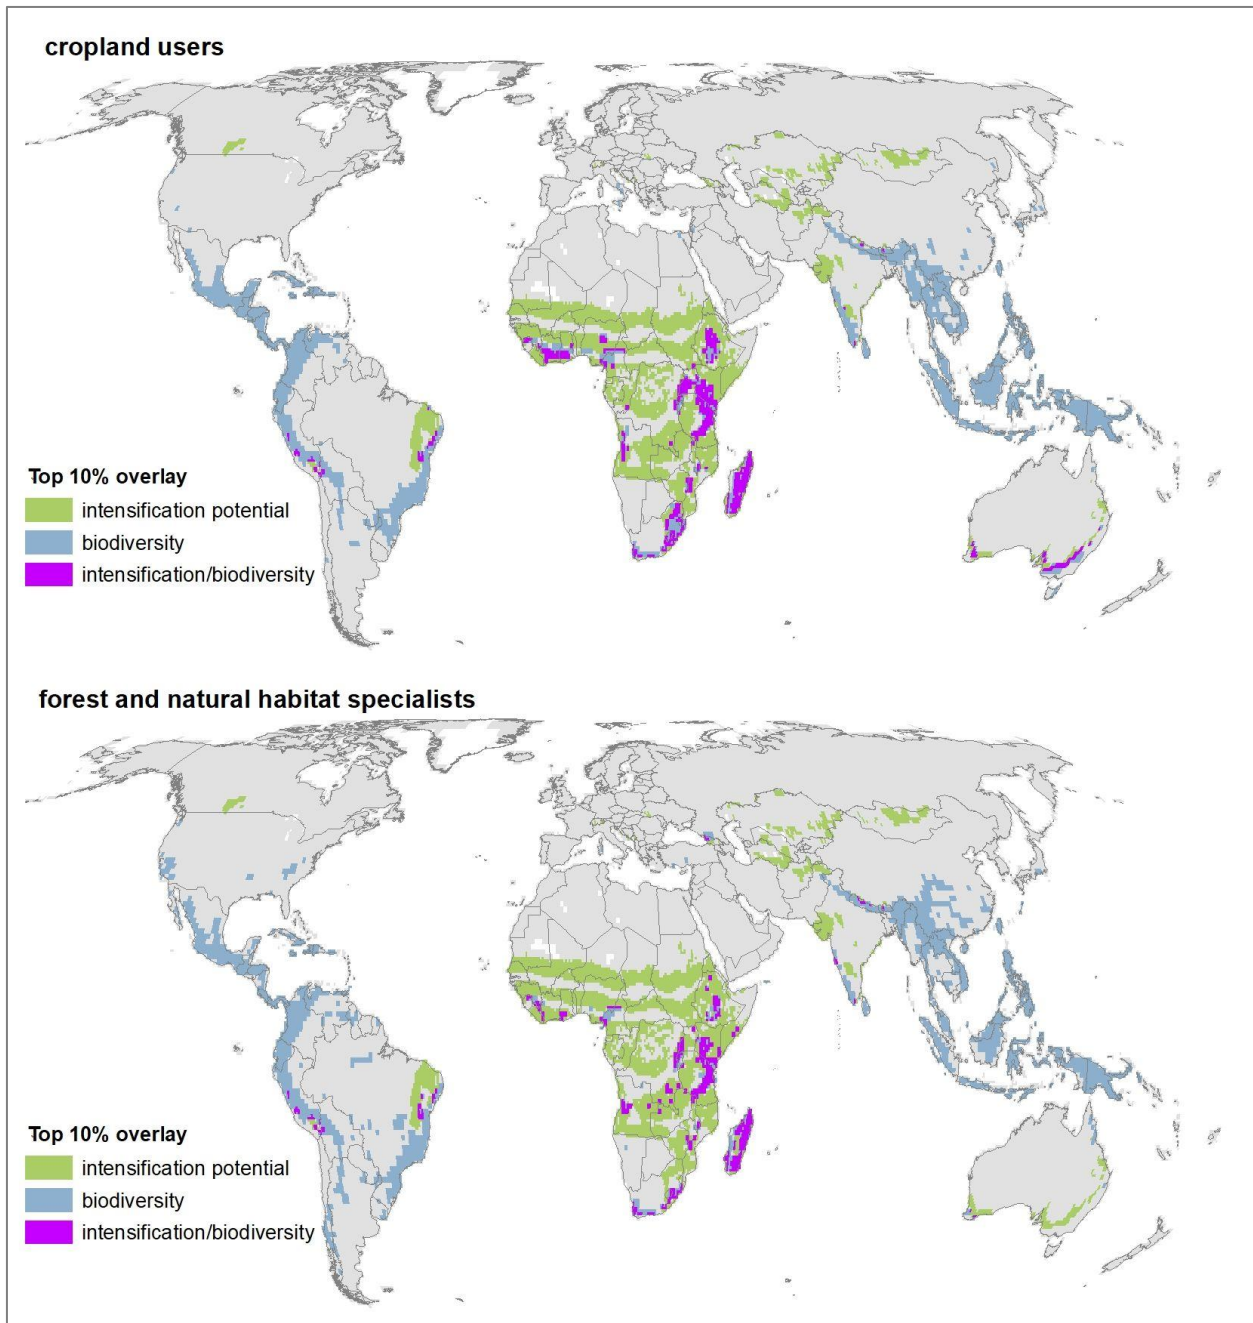 cropland users
Top 10% overlay
intensification potential
biodiversity
intensification/biodiversity
forest and natural habitat specialists
Top 10% overlay
intensification potential
biodiversity
intensification/biodiversity